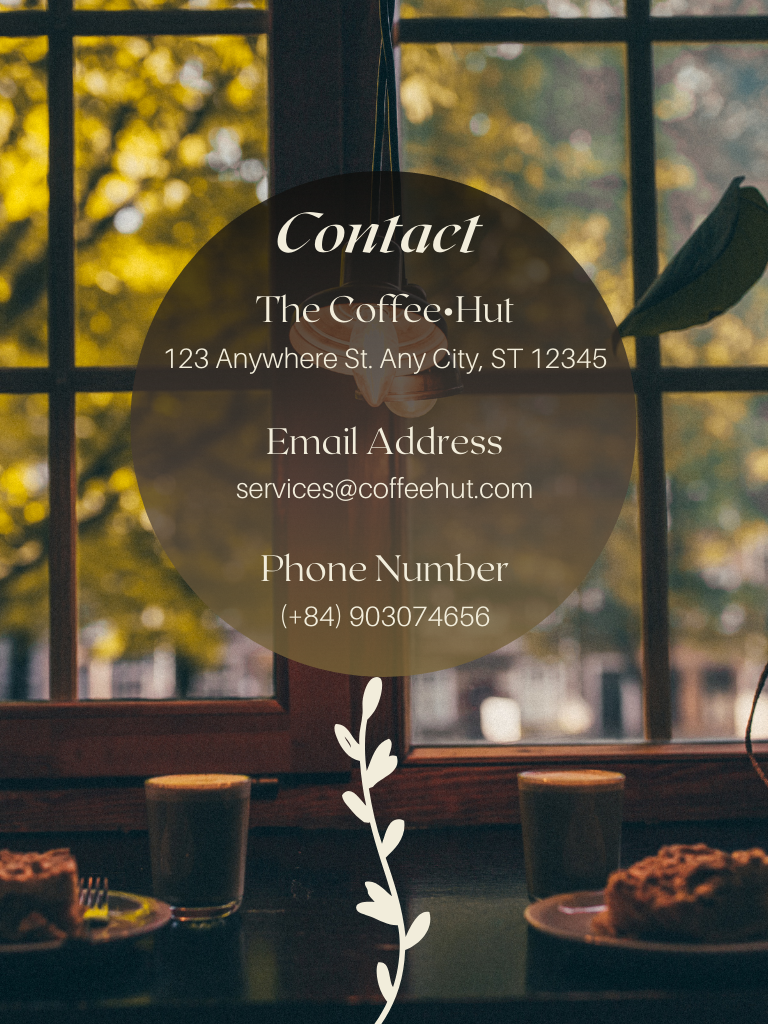 Contact
The Coffee•Hut
123 Anywhere St. Any City, ST 12345
Email Address
services@coffeehut.com
Phone Number
(+84) 903074656